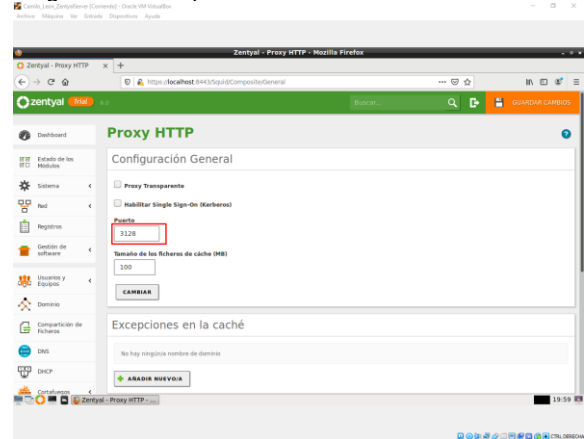 Camilo_Leon_ZentyalServer [Corriendo] - Oracle VM VirtualBox
Archivo Máquina Ver Entrada Dispositivos Ayuda
Zentyal - Proxy HTTP - Mozilla Firefox
Zentyal - Proxy HTTP
https://localhost:8443/Squid/Composite/General
zentyal Trial 6.0
Buscar...
GUARDAR CAMBIOS
Dashboard
Estado de los Módulos
Sistema
Red
Registros
Gestión de software
Usuarios y Equipos
Dominio
Compartición de Ficheros
DNS
DHCP
Cortafuegos
Proxy HTTP
Configuración General
Proxy Transparente
Habilitar Single Sign-On (Kerberos)
Puerto
3128
Tamaño de los ficheros de cáche (MB)
100
CAMBIAR
Excepciones en la caché
No hay ningún/a nombre de dominio
AÑADIR NUEVO/A
Zentyal - Proxy HTTP - ...
19:59
CTRL DERECHA